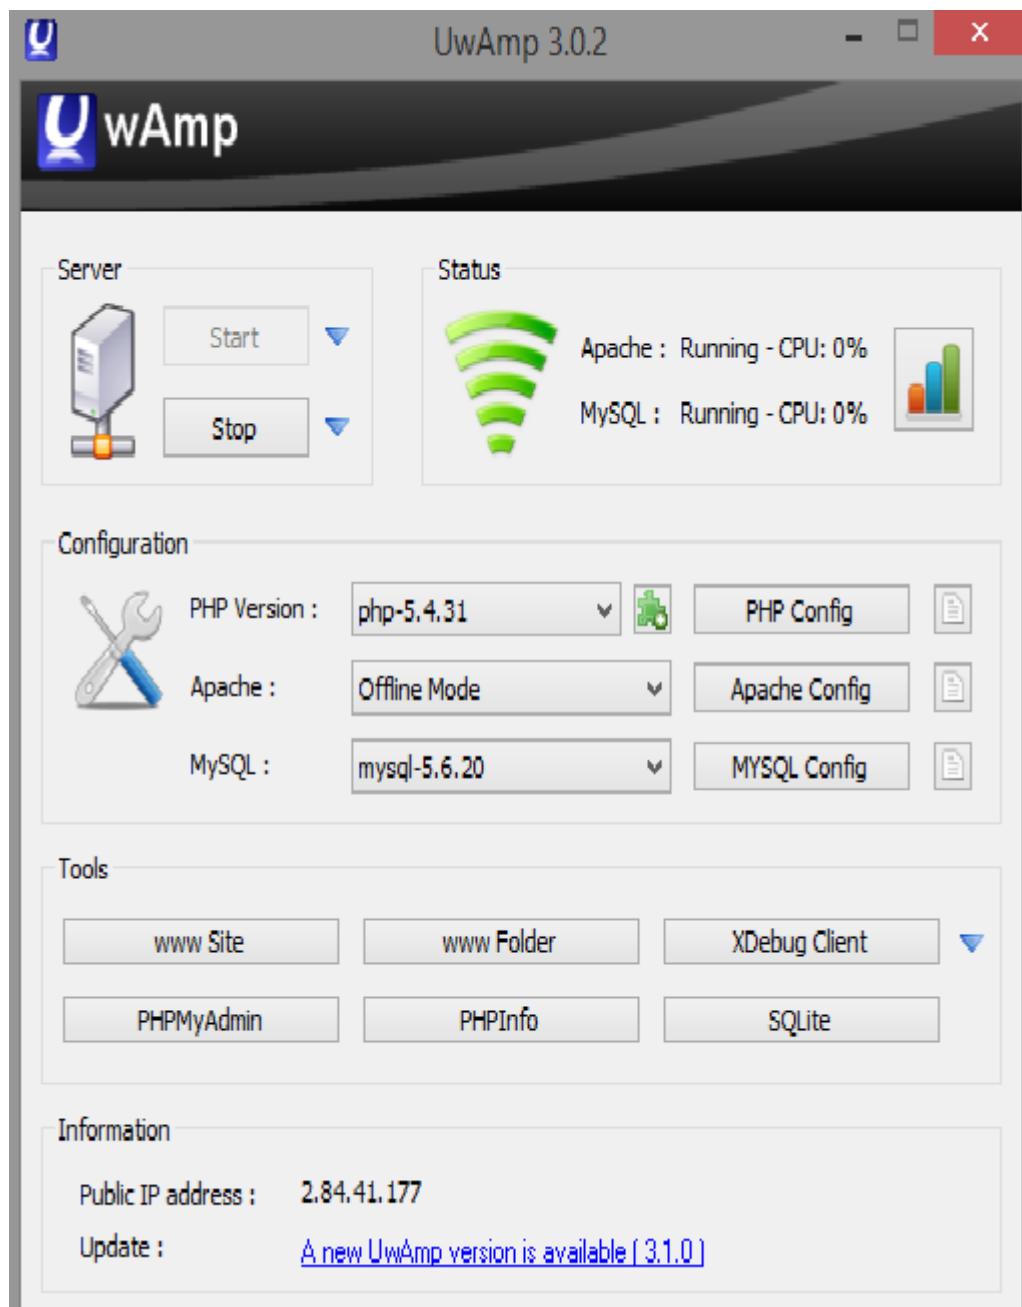 UwAmp 3.0.2
UwAmp
Server
Start
Stop
Status
Apache : Running - CPU: 0%
MySQL : Running - CPU: 0%
Configuration
PHP Version : php-5.4.31 PHP Config
Apache : Offline Mode Apache Config
MySQL : mysql-5.6.20 MYSQL Config
Tools
www Site www Folder XDebug Client
PHPMyAdmin PHPInfo SQLite
Information
Public IP address : 2.84.41.177
Update : A new UwAmp version is available ( 3.1.0 )